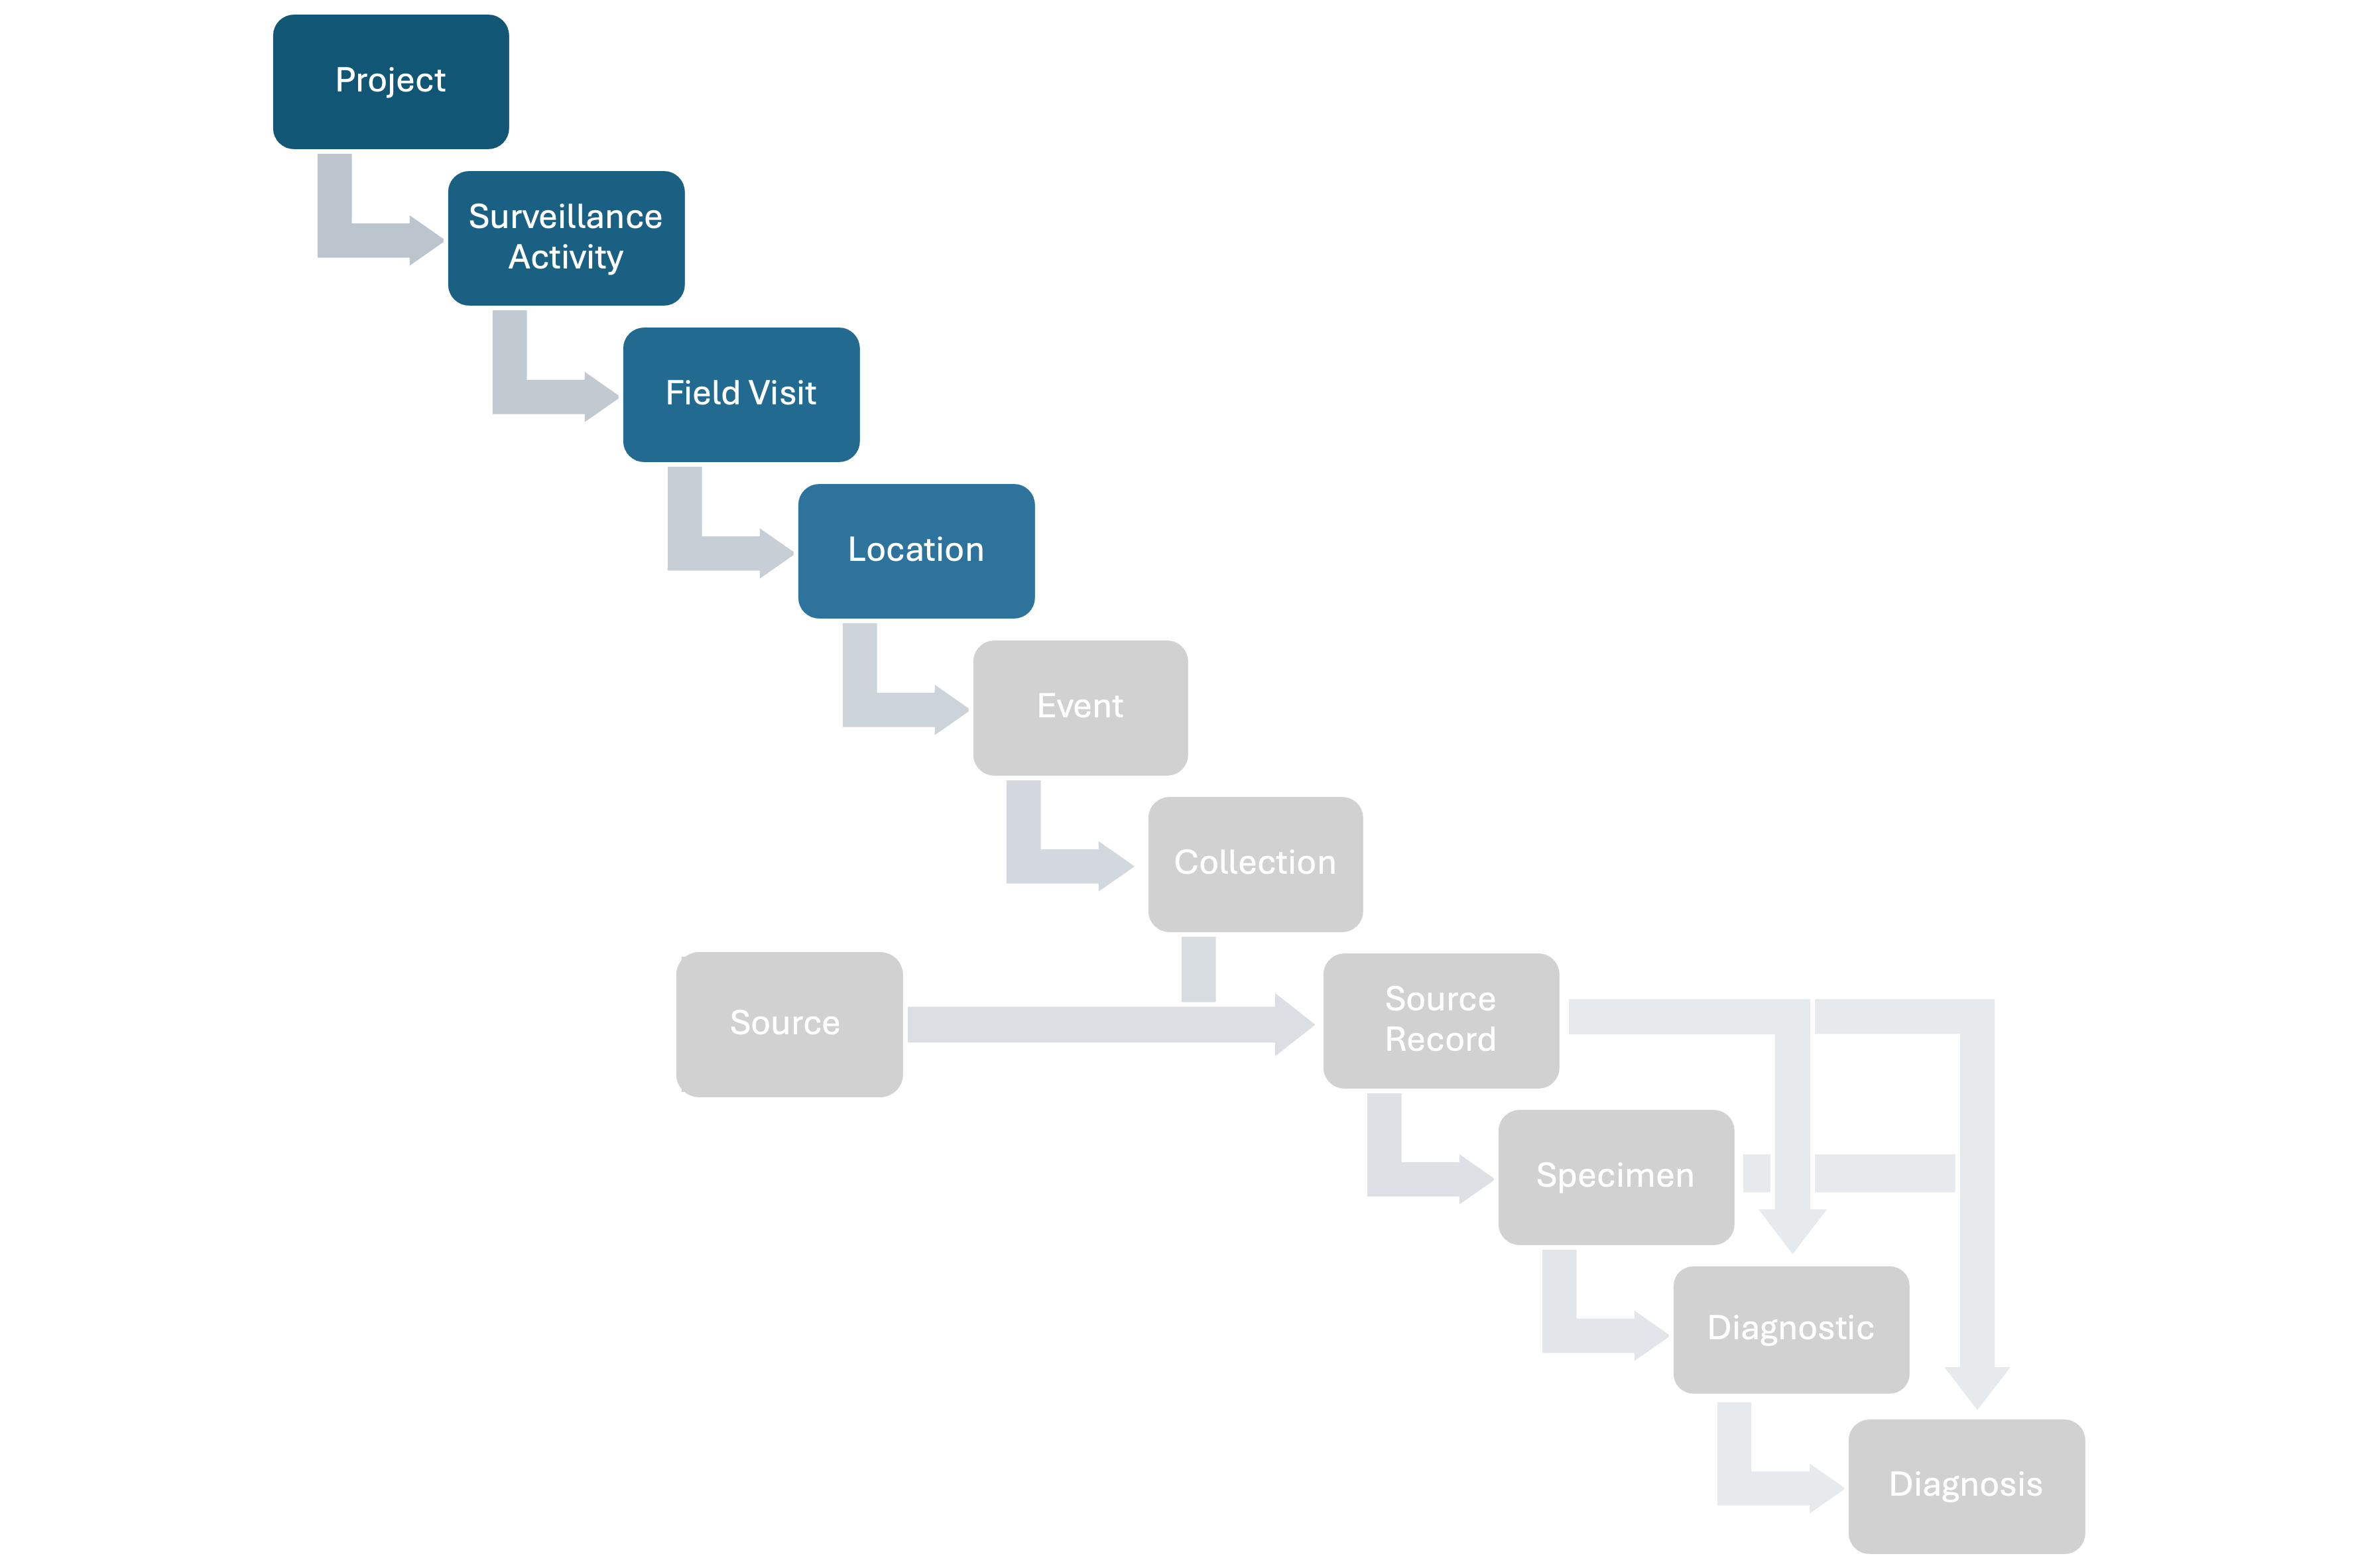 Project
Surveillance
Activity
Field Visit
Location
Event
Collection
Source
Source
Record
Specimen
Diagnostic
Diagnosis